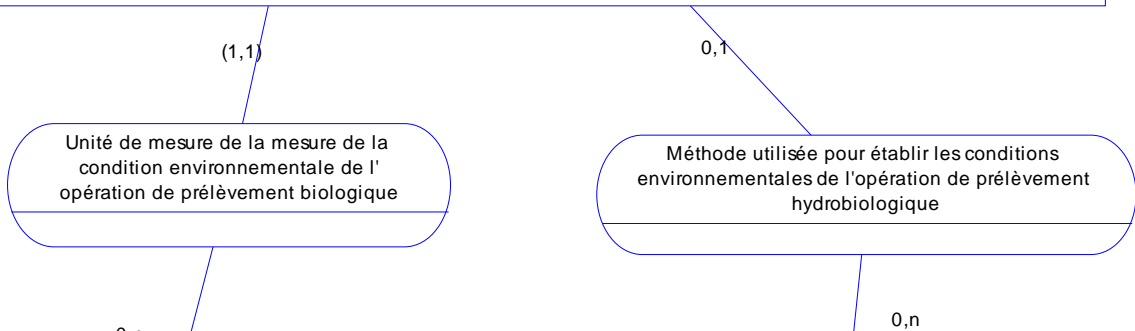 (1,1)
0,1
Unité de mesure de la mesure de la
condition environnementale de l'
opération de prélèvement biologique
Méthode utilisée pour établir les conditions
environnementales de l'opération de prélèvement
hydrobiologique
0,n